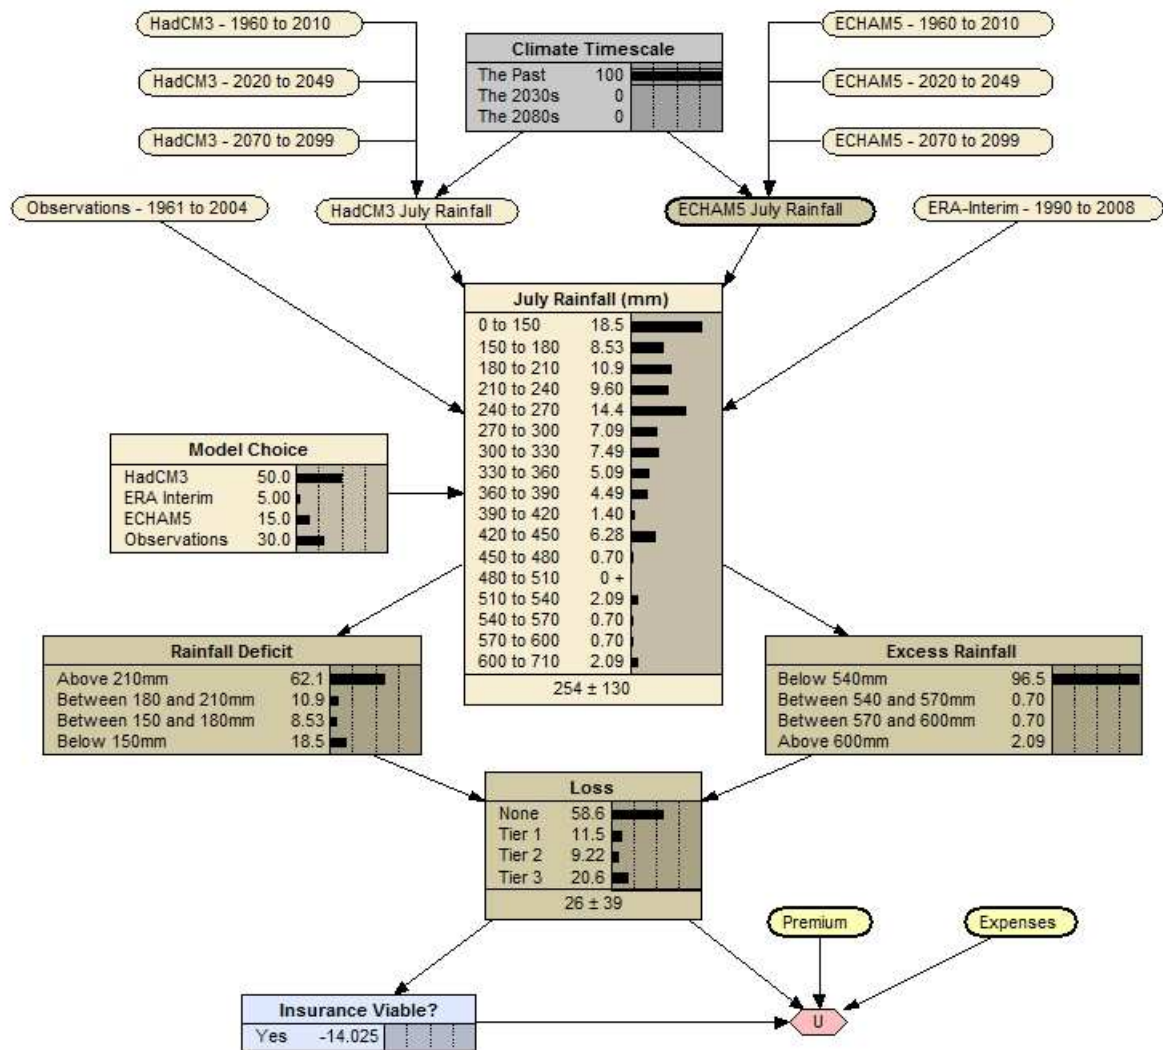 HadCM3 - 1960 to 2010
HadCM3 - 2020 to 2049
HadCM3 - 2070 to 2099
Climate Timescale
The Past 100
The 2030s 0
The 2080s 0
ECHAM5 - 1960 to 2010
ECHAM5 - 2020 to 2049
ECHAM5 - 2070 to 2099
Observations - 1961 to 2004
HadCM3 July Rainfall
ECHAM5 July Rainfall
ERA-Interim - 1990 to 2008
July Rainfall (mm)
0 to 150 18.5
150 to 180 8.53
180 to 210 10.9
210 to 240 9.60
240 to 270 14.4
270 to 300 7.09
300 to 330 7.49
330 to 360 5.09
360 to 390 4.49
390 to 420 1.40
420 to 450 6.28
450 to 480 0.70
480 to 510 0 +
510 to 540 2.09
540 to 570 0.70
570 to 600 0.70
600 to 710 2.09
254 ± 130
Model Choice
HadCM3 50.0
ERA Interim 5.00
ECHAM5 15.0
Observations 30.0
Rainfall Deficit
Above 210mm 62.1
Between 180 and 210mm 10.9
Between 150 and 180mm 8.53
Below 150mm 18.5
Excess Rainfall
Below 540mm 96.5
Between 540 and 570mm 0.70
Between 570 and 600mm 0.70
Above 600mm 2.09
Loss
None 58.6
Tier 1 11.5
Tier 2 9.22
Tier 3 20.6
26 ± 39
Premium
Expenses
Insurance Viable?
Yes -14.025
U